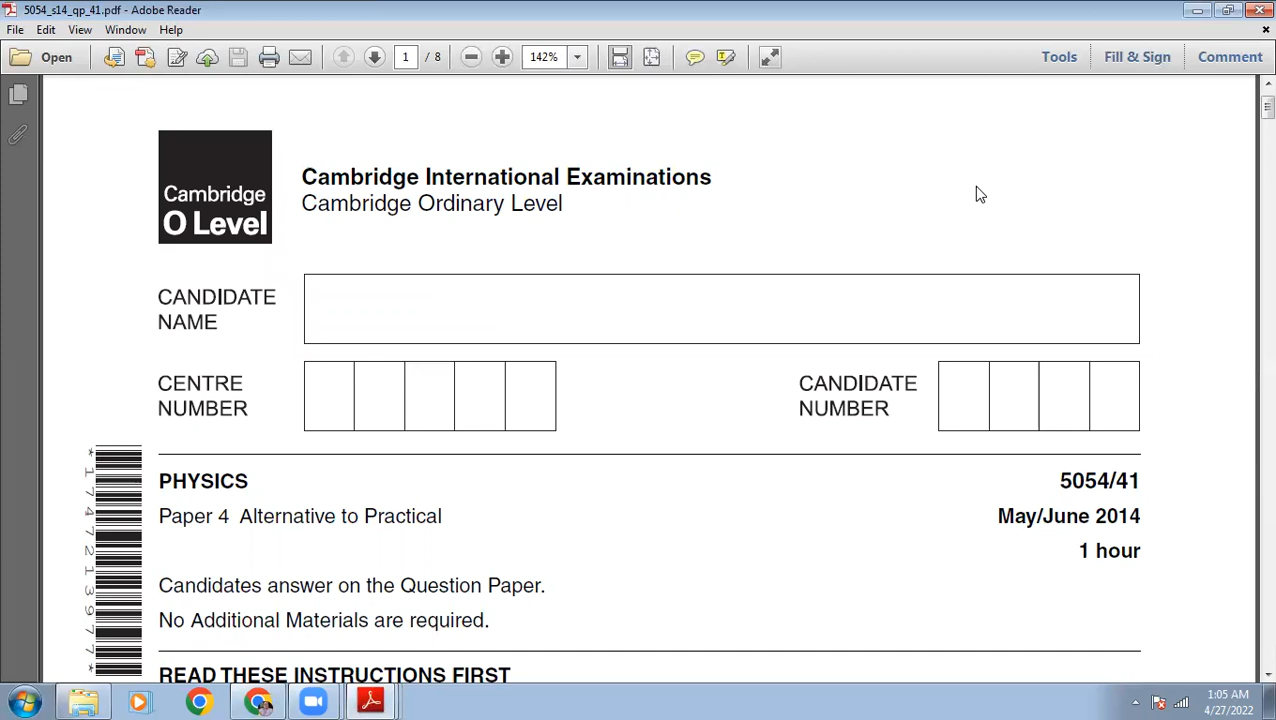 5054_s14_qp_41.pdf - Adobe Reader
File Edit View Window Help
Open 1 / 8 142% Tools Fill & Sign Comment
Cambridge
O Level
Cambridge International Examinations
Cambridge Ordinary Level
CANDIDATE
NAME
CENTRE
NUMBER
CANDIDATE
NUMBER
*1747213977*
PHYSICS 5054/41
Paper 4 Alternative to Practical May/June 2014
1 hour
Candidates answer on the Question Paper.
No Additional Materials are required.
READ THESE INSTRUCTIONS FIRST
1:05 AM
4/27/2022